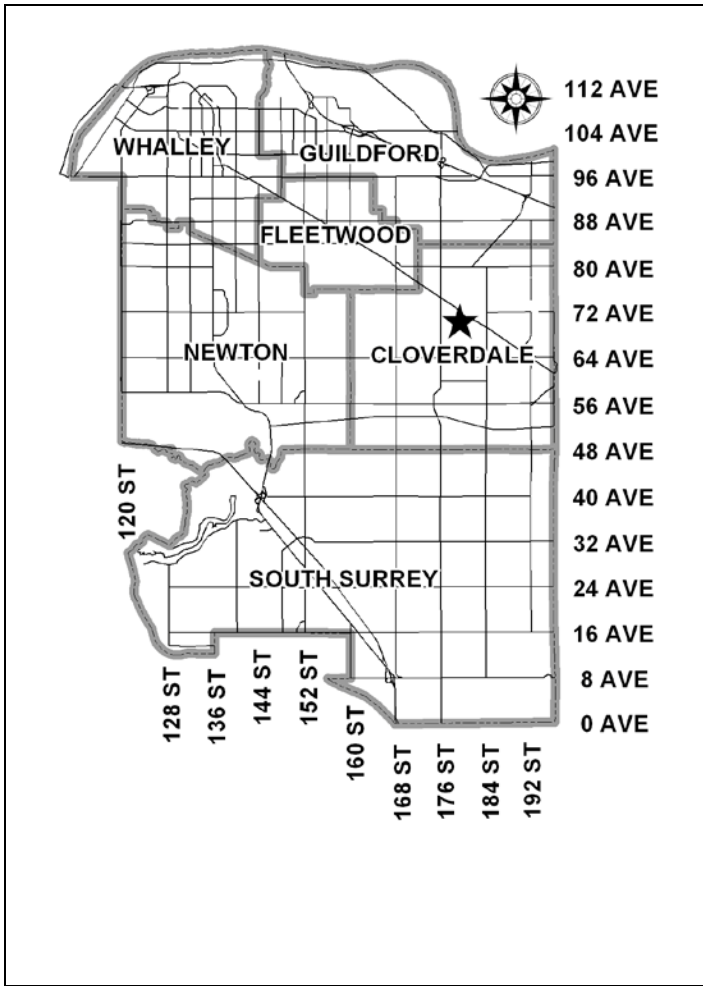 112 AVE
104 AVE
WHALLEY
GUILDFORD
96 AVE
88 AVE
FLEETWOOD
80 AVE
72 AVE
NEWTON
CLOVERDALE
64 AVE
56 AVE
48 AVE
120 ST
40 AVE
32 AVE
SOUTH SURREY
24 AVE
16 AVE
128 ST
136 ST
144 ST
152 ST
160 ST
8 AVE
0 AVE
168 ST
176 ST
184 ST
192 ST